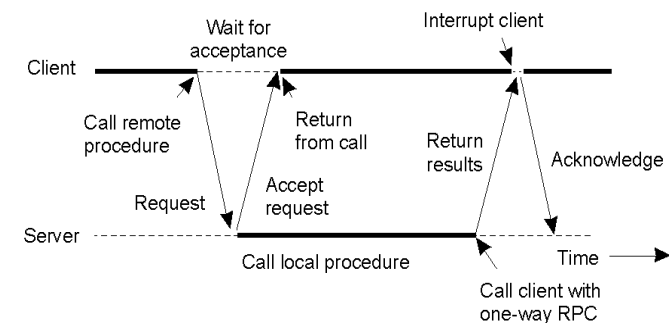 Interrupt client
Wait for
acceptance
Client
Call remote
procedure
Return
from call
Return
results
Acknowledge
Request
Accept
request
Server
Call local procedure
Time
Call client with
one-way RPC